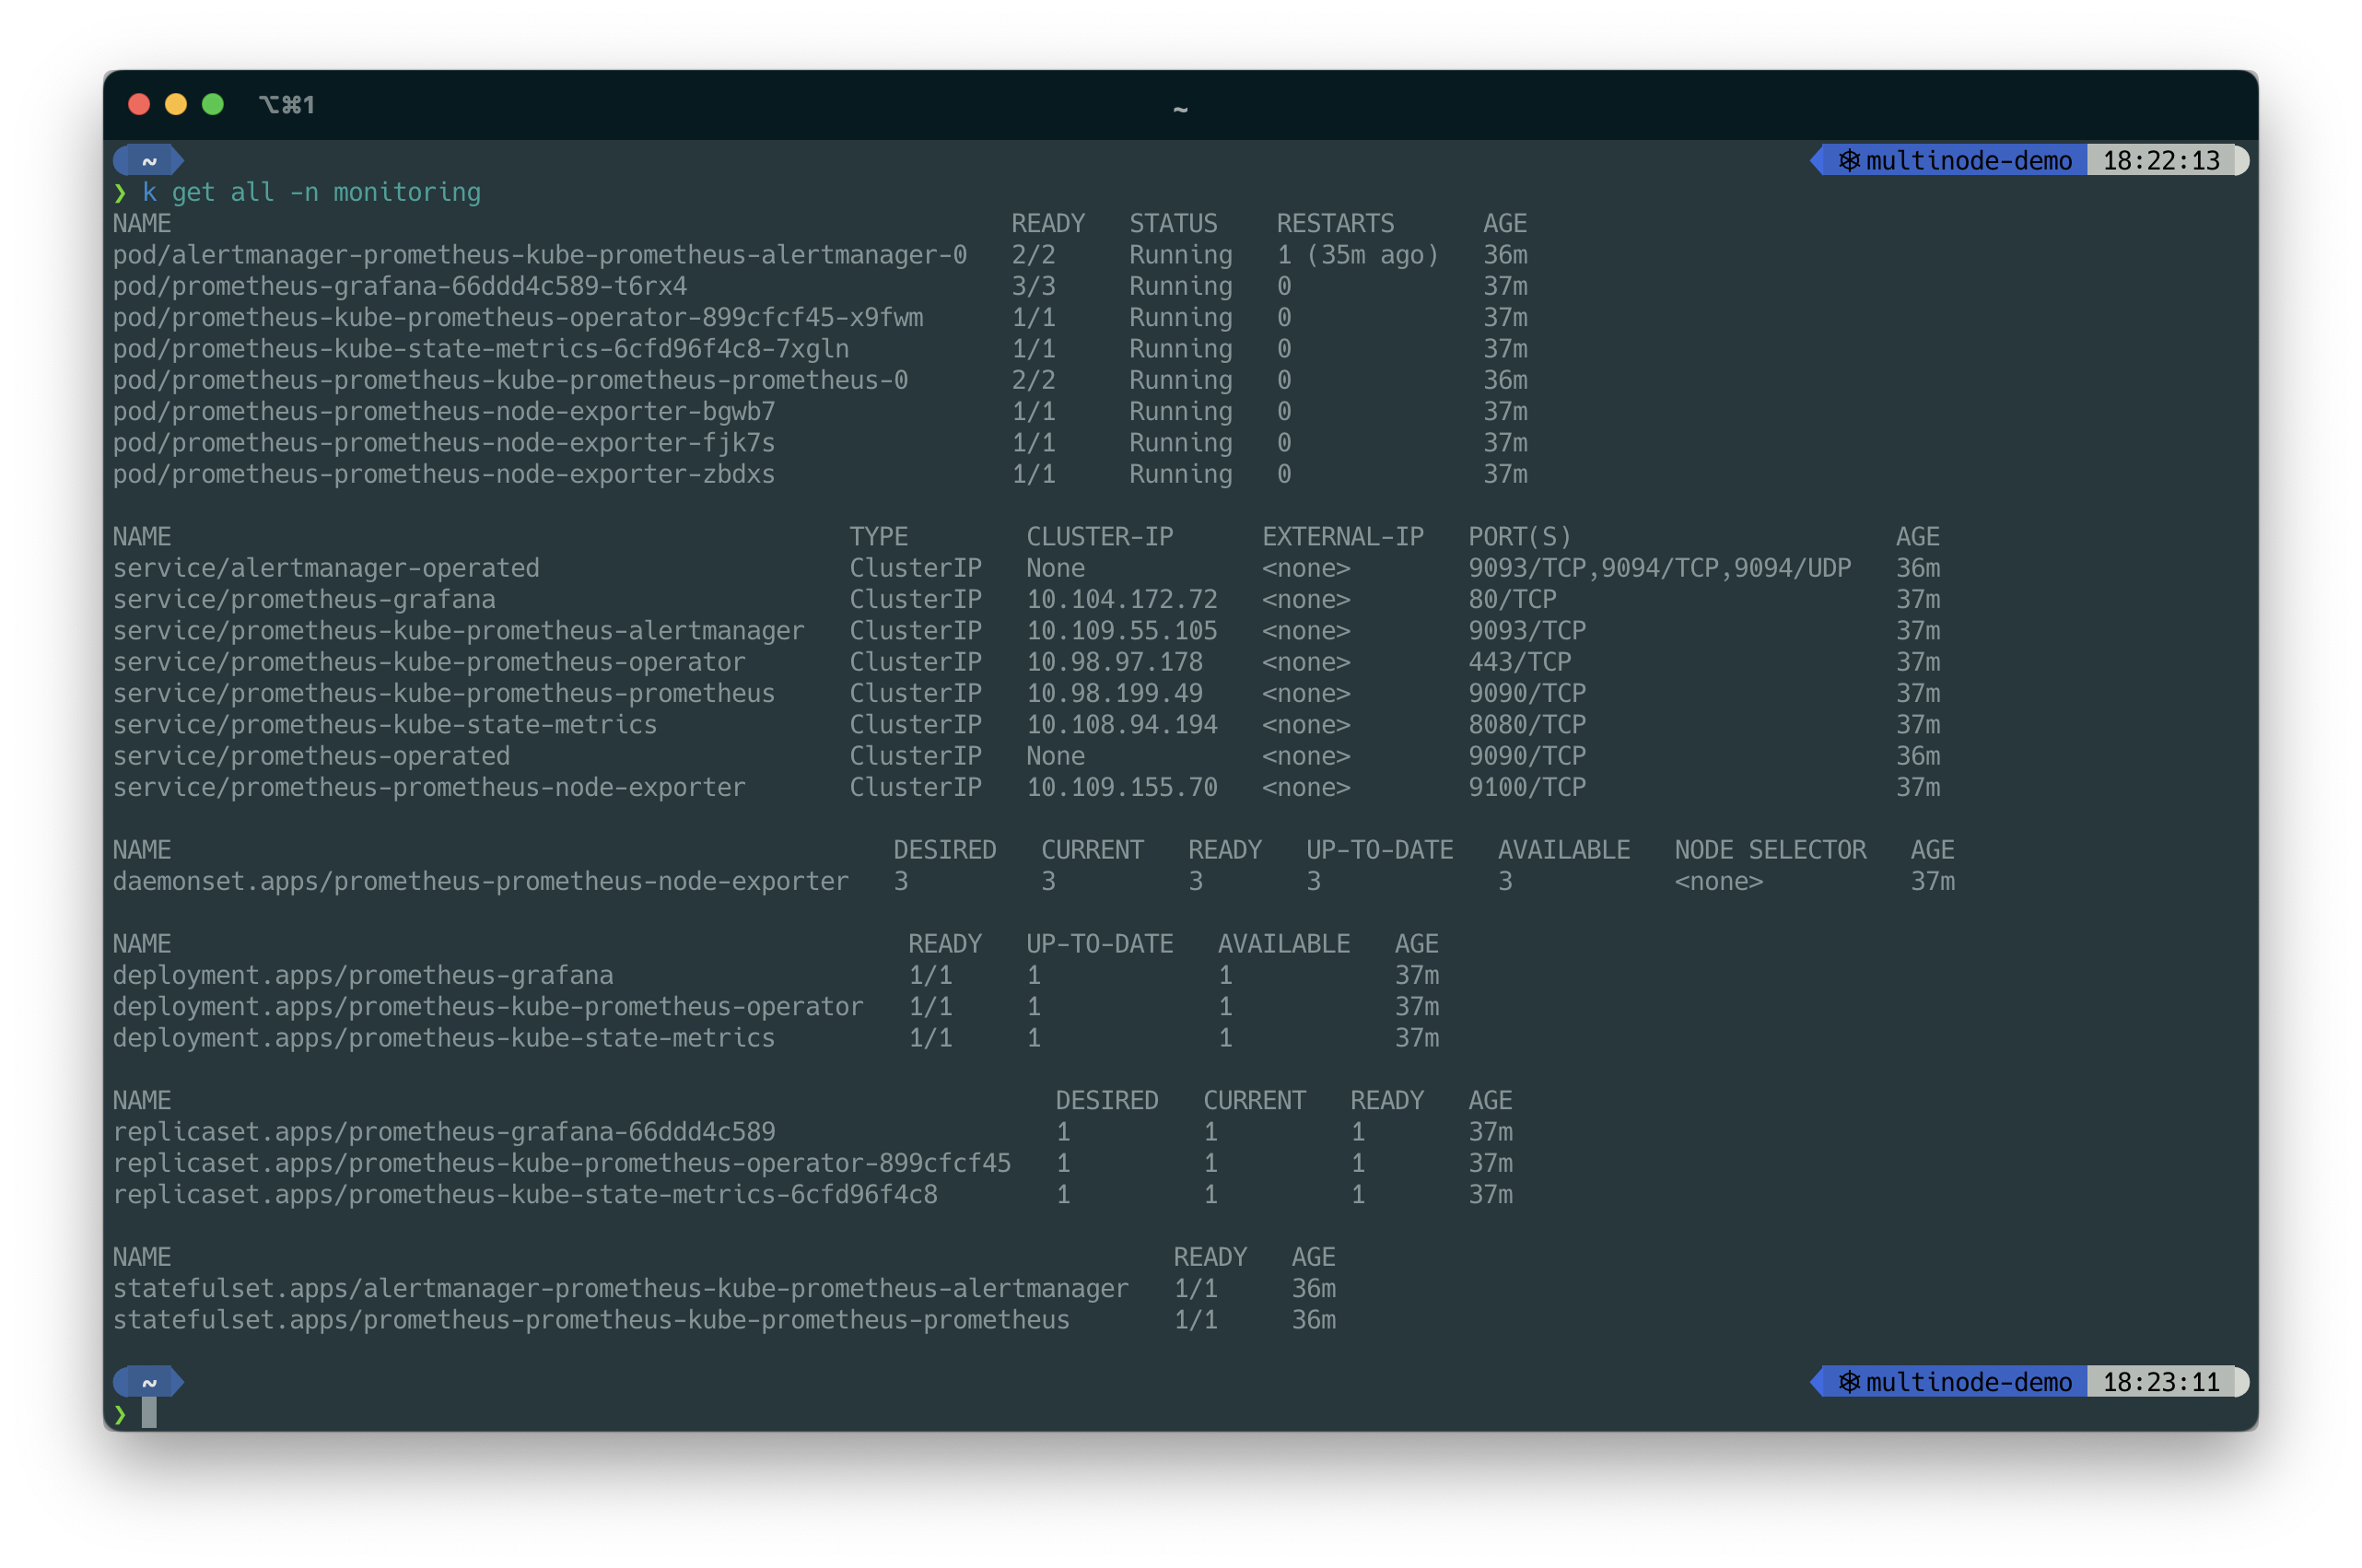 ⌥⌘1 ~
~ ⎈ multinode-demo 18:22:13
❯ k get all -n monitoring
NAME READY STATUS RESTARTS AGE
pod/alertmanager-prometheus-kube-prometheus-alertmanager-0 2/2 Running 1 (35m ago) 36m
pod/prometheus-grafana-66ddd4c589-t6rx4 3/3 Running 0 37m
pod/prometheus-kube-prometheus-operator-899cfcf45-x9fwm 1/1 Running 0 37m
pod/prometheus-kube-state-metrics-6cfd96f4c8-7xgln 1/1 Running 0 37m
pod/prometheus-prometheus-kube-prometheus-prometheus-0 2/2 Running 0 36m
pod/prometheus-prometheus-node-exporter-bgwb7 1/1 Running 0 37m
pod/prometheus-prometheus-node-exporter-fjk7s 1/1 Running 0 37m
pod/prometheus-prometheus-node-exporter-zbdxs 1/1 Running 0 37m
NAME TYPE CLUSTER-IP EXTERNAL-IP PORT(S) AGE
service/alertmanager-operated ClusterIP None <none> 9093/TCP,9094/TCP,9094/UDP 36m
service/prometheus-grafana ClusterIP 10.104.172.72 <none> 80/TCP 37m
service/prometheus-kube-prometheus-alertmanager ClusterIP 10.109.55.105 <none> 9093/TCP 37m
service/prometheus-kube-prometheus-operator ClusterIP 10.98.97.178 <none> 443/TCP 37m
service/prometheus-kube-prometheus-prometheus ClusterIP 10.98.199.49 <none> 9090/TCP 37m
service/prometheus-kube-state-metrics ClusterIP 10.108.94.194 <none> 8080/TCP 37m
service/prometheus-operated ClusterIP None <none> 9090/TCP 36m
service/prometheus-prometheus-node-exporter ClusterIP 10.109.155.70 <none> 9100/TCP 37m
NAME DESIRED CURRENT READY UP-TO-DATE AVAILABLE NODE SELECTOR AGE
daemonset.apps/prometheus-prometheus-node-exporter 3 3 3 3 3 <none> 37m
NAME READY UP-TO-DATE AVAILABLE AGE
deployment.apps/prometheus-grafana 1/1 1 1 37m
deployment.apps/prometheus-kube-prometheus-operator 1/1 1 1 37m
deployment.apps/prometheus-kube-state-metrics 1/1 1 1 37m
NAME DESIRED CURRENT READY AGE
replicaset.apps/prometheus-grafana-66ddd4c589 1 1 1 37m
replicaset.apps/prometheus-kube-prometheus-operator-899cfcf45 1 1 1 37m
replicaset.apps/prometheus-kube-state-metrics-6cfd96f4c8 1 1 1 37m
NAME READY AGE
statefulset.apps/alertmanager-prometheus-kube-prometheus-alertmanager 1/1 36m
statefulset.apps/prometheus-prometheus-kube-prometheus-prometheus 1/1 36m
~ ⎈ multinode-demo 18:23:11
❯